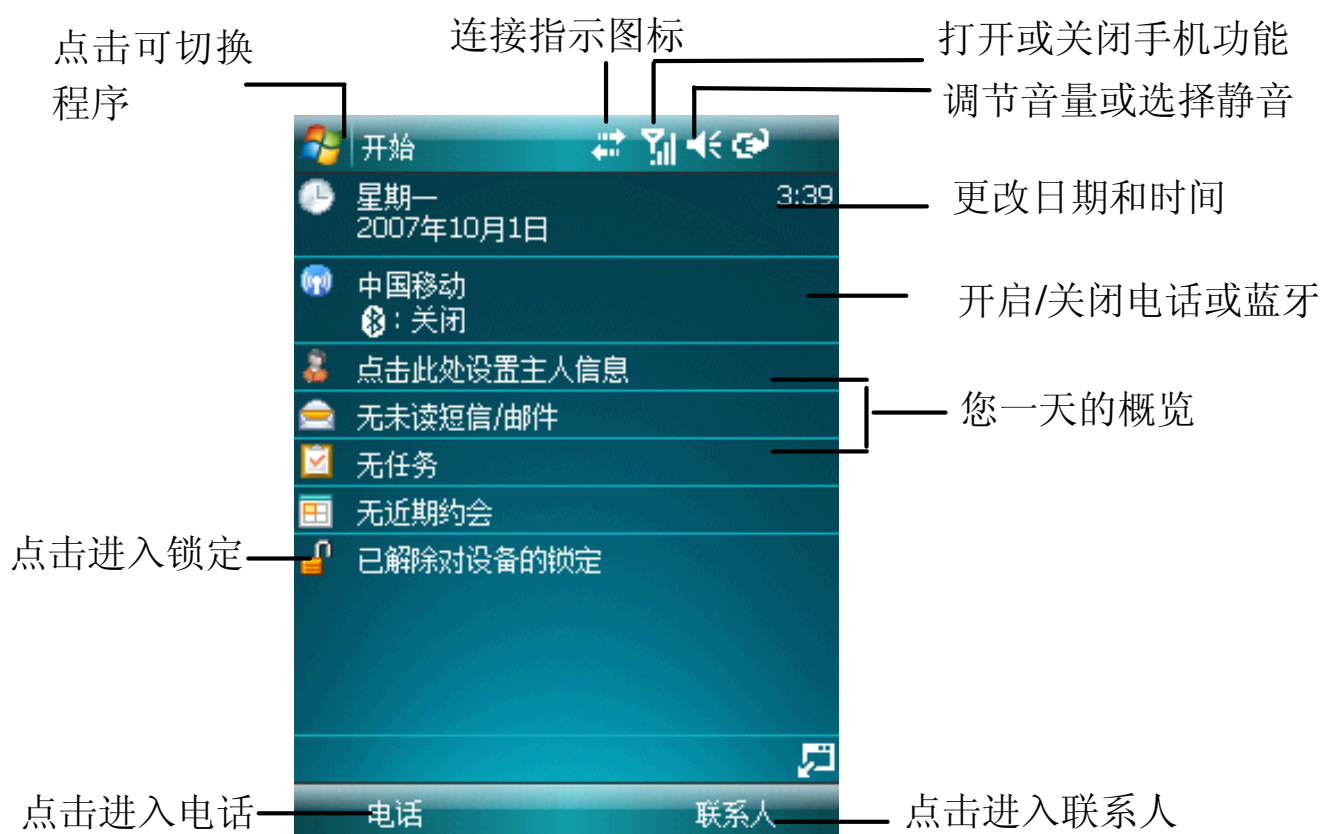 点击可切换
程序
连接指示图标
打开或关闭手机功能
调节音量或选择静音
开始
星期一
3:39
2007年10月1日
更改日期和时间
中国移动
：关闭
开启/关闭电话或蓝牙
点击此处设置主人信息
无未读短信/邮件
您一天的概览
无任务
无近期约会
点击进入锁定
已解除对设备的锁定
点击进入电话
电话
联系人
点击进入联系人